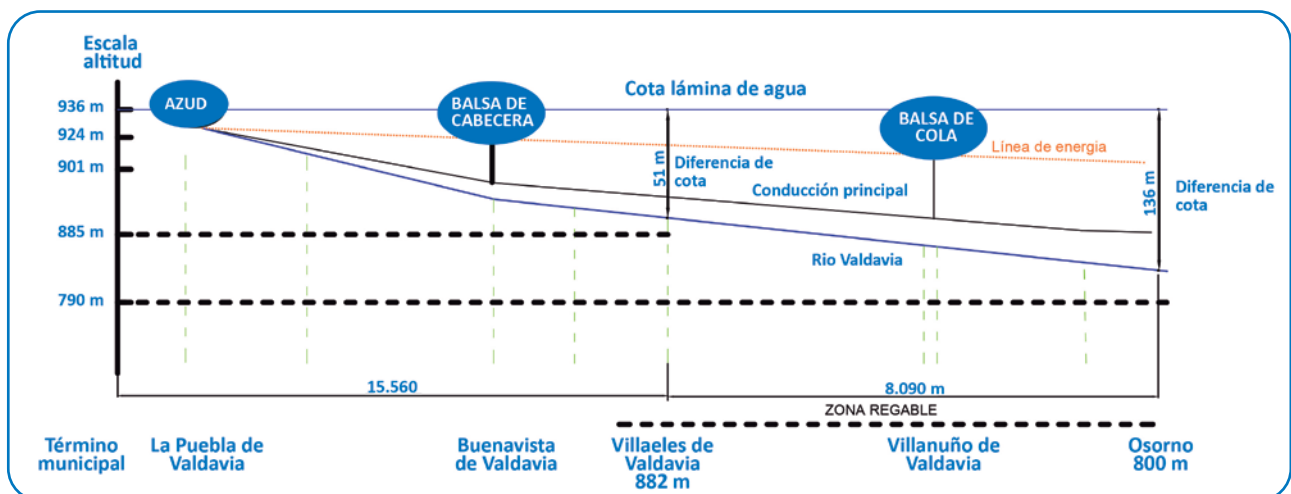 Escala
altitud
936 m
924 m
901 m
885 m
790 m
AZUD
BALSA DE
CABECERA
Cota lámina de agua
BALSA DE
COLA
Línea de energia
51 m
Diferencia de
cota
Conducción principal
136 m
Diferencia de
cota
Rio Valdavia
15.560
8.090 m
ZONA REGABLE
Término
municipal
La Puebla de
Valdavia
Buenavista
de Valdavia
Villaeles de
Valdavia
882 m
Villanuño de
Valdavia
Osorno
800 m